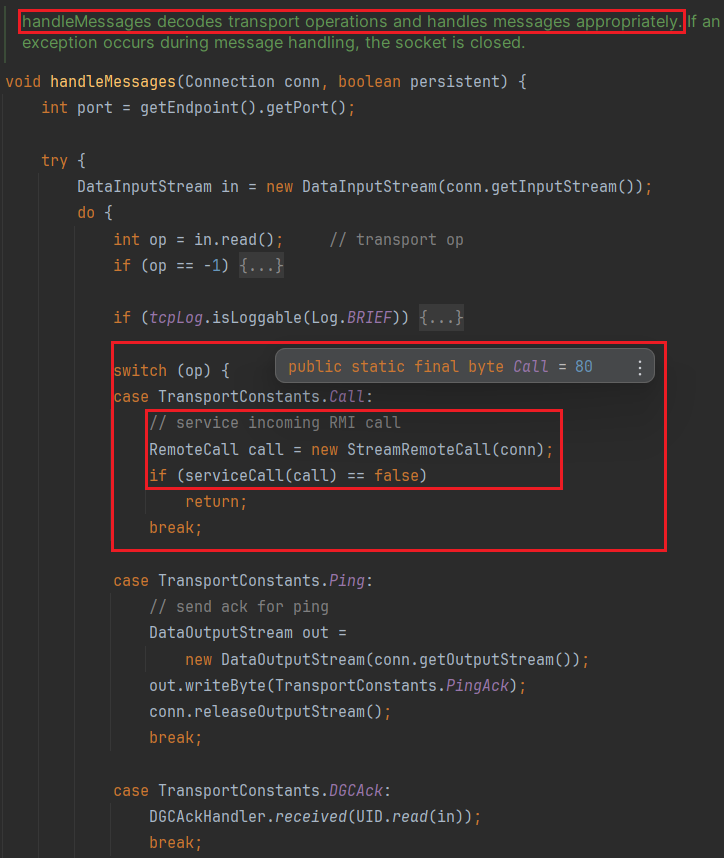 handleMessages decodes transport operations and handles messages appropriately. If an
exception occurs during message handling, the socket is closed.
void handleMessages(Connection conn, boolean persistent) {
    int port = getEndpoint().getPort();
    try {
        DataInputStream in = new DataInputStream(conn.getInputStream());
        do {
            int op = in.read();     // transport op
            if (op == -1) {...}
            if (tcpLog.isLoggable(Log.BRIEF)) {...}
            switch (op) {
public static final byte Call = 80
            case TransportConstants.Call:
                // service incoming RMI call
                RemoteCall call = new StreamRemoteCall(conn);
                if (serviceCall(call) == false)
                    return;
                break;
            case TransportConstants.Ping:
                // send ack for ping
                DataOutputStream out =
                    new DataOutputStream(conn.getOutputStream());
                out.writeByte(TransportConstants.PingAck);
                conn.releaseOutputStream();
                break;
            case TransportConstants.DGCAck:
                DGCAckHandler.received(UID.read(in));
                break;